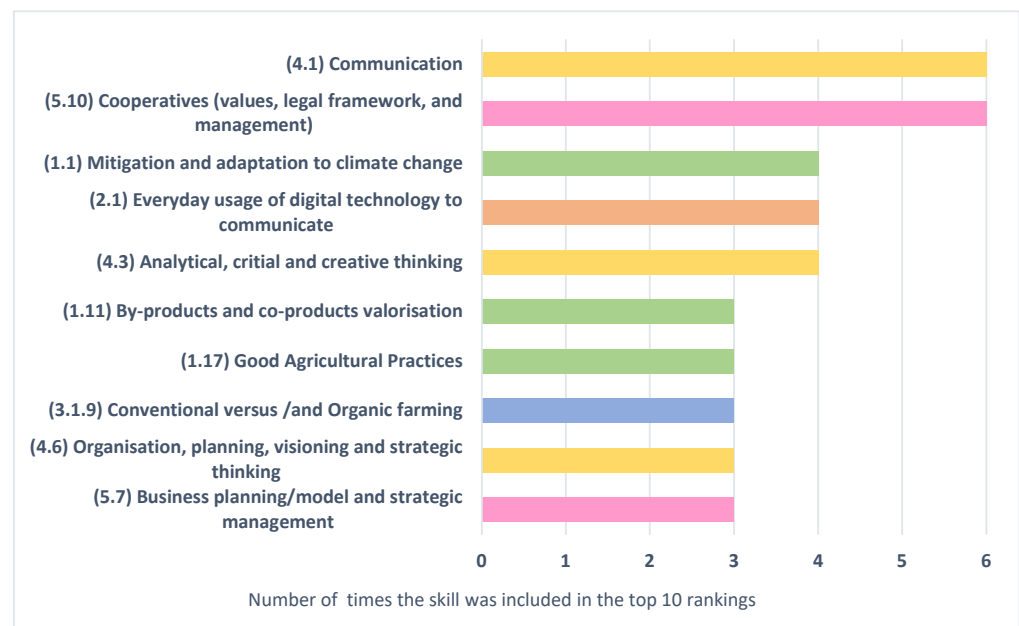 (4.1) Communication
(5.10) Cooperatives (values, legal framework, and
management)
(1.1) Mitigation and adaptation to climate change
(2.1) Everyday usage of digital technology to
communicate
(4.3) Analytical, critial and creative thinking
(1.11) By-products and co-products valorisation
(1.17) Good Agricultural Practices
(3.1.9) Conventional versus /and Organic farming
(4.6) Organisation, planning, visioning and strategic
thinking
(5.7) Business planning/model and strategic
management
0 1 2 3 4 5 6
Number of times the skill was included in the top 10 rankings